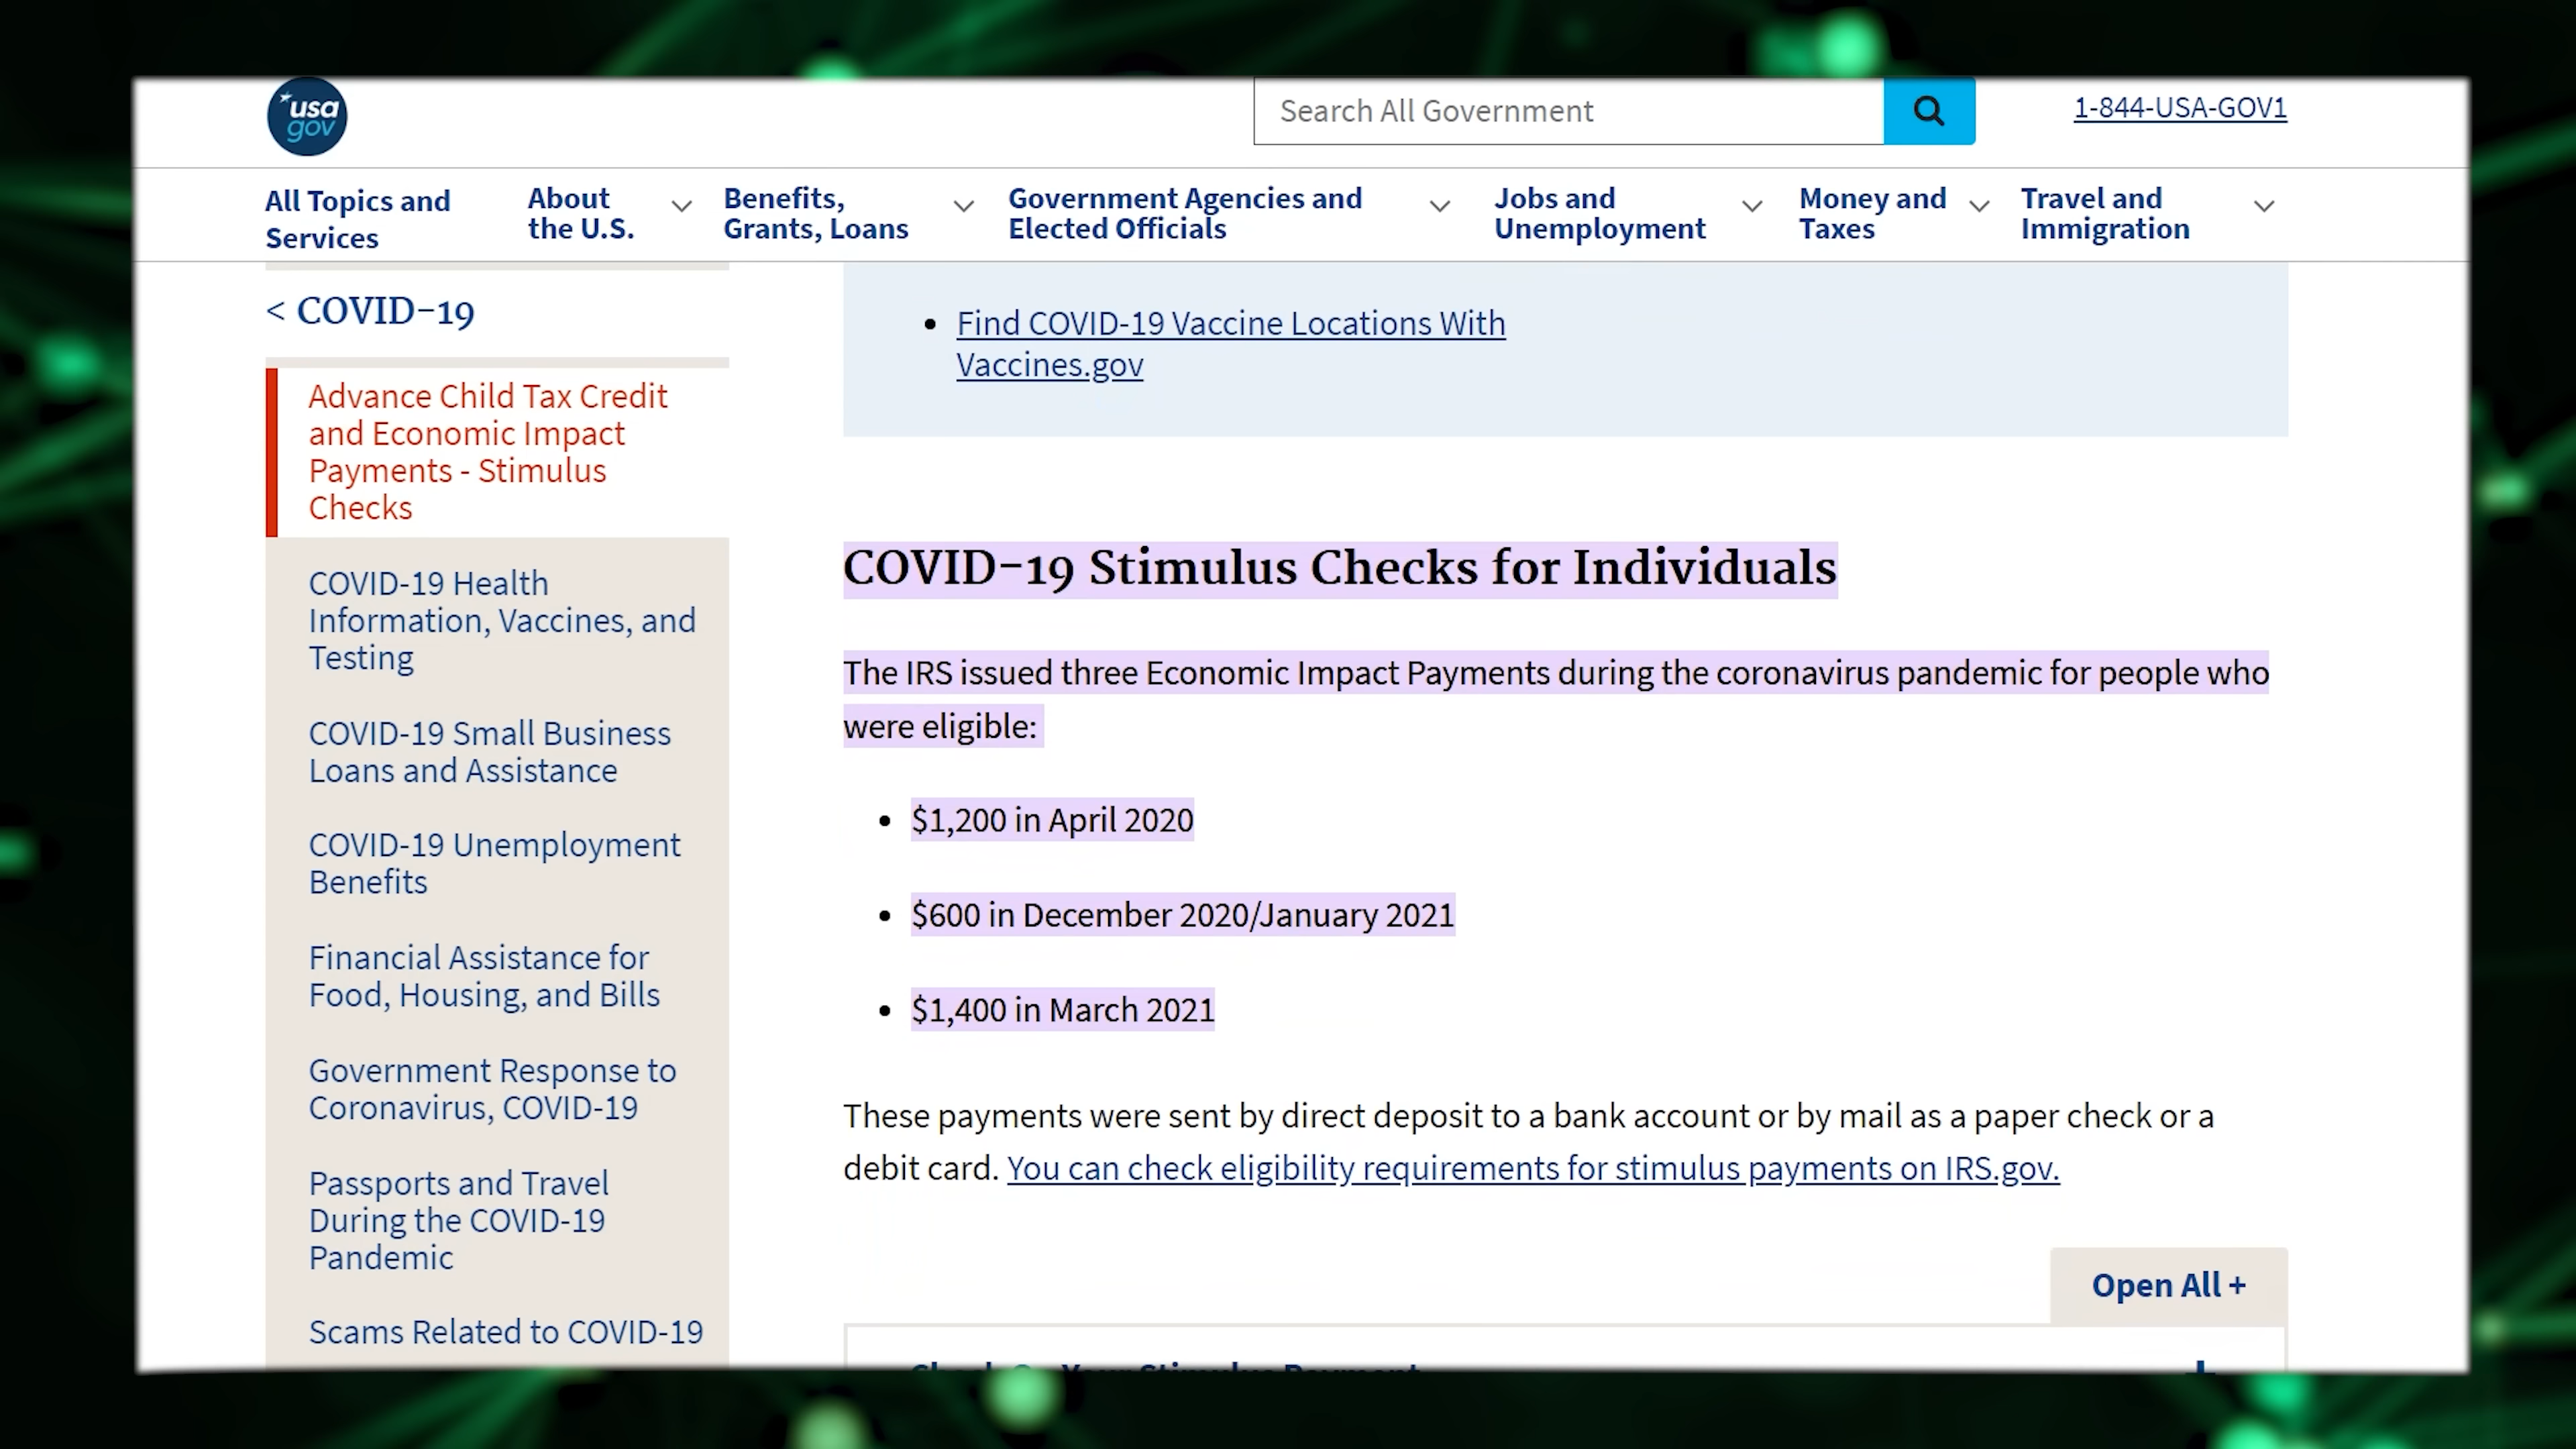 usa
gov
Search All Government
1-844-USA-GOV1
All Topics and
Services
About
the U.S.
Benefits,
Grants, Loans
Government Agencies and
Elected Officials
Jobs and
Unemployment
Money and
Taxes
Travel and
Immigration
< COVID-19
Advance Child Tax Credit
and Economic Impact
Payments - Stimulus
Checks
COVID-19 Health
Information, Vaccines, and
Testing
COVID-19 Small Business
Loans and Assistance
COVID-19 Unemployment
Benefits
Financial Assistance for
Food, Housing, and Bills
Government Response to
Coronavirus, COVID-19
Passports and Travel
During the COVID-19
Pandemic
Scams Related to COVID-19
• Find COVID-19 Vaccine Locations With
Vaccines.gov
COVID-19 Stimulus Checks for Individuals
The IRS issued three Economic Impact Payments during the coronavirus pandemic for people who
were eligible:
• $1,200 in April 2020
• $600 in December 2020/January 2021
• $1,400 in March 2021
These payments were sent by direct deposit to a bank account or by mail as a paper check or a
debit card. You can check eligibility requirements for stimulus payments on IRS.gov.
Open All +
Your Stimulus Payment